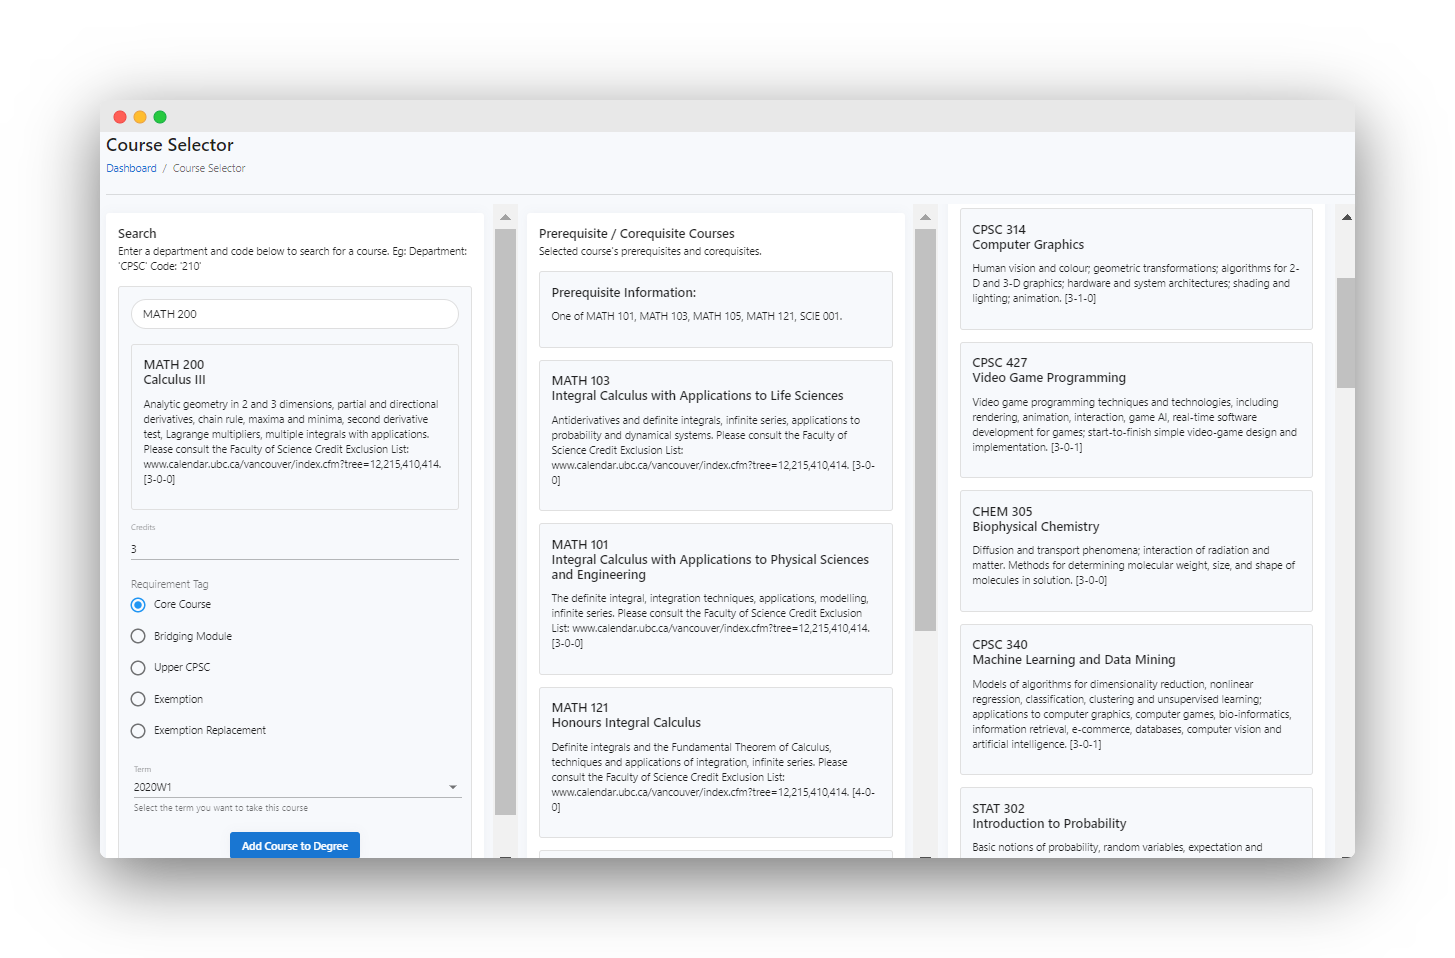 Course Selector
Dashboard / Course Selector
Search
Enter a department and code below to search for a course. Eg: Department:
'CPSC' Code: '210'
MATH 200
MATH 200
Calculus III
Analytic geometry in 2 and 3 dimensions, partial and directional
derivatives, chain rule, maxima and minima, second derivative
test, Lagrange multipliers, multiple integrals with applications.
Please consult the Faculty of Science Credit Exclusion List:
www.calendar.ubc.ca/vancouver/index.cfm?tree=12,215,410,414.
[3-0-0]
Credits
3
Requirement Tag
Core Course
Bridging Module
Upper CPSC
Exemption
Exemption Replacement
Term
2020W1
Select the term you want to take this course
Add Course to Degree
Prerequisite / Corequisite Courses
Selected course's prerequisites and corequisites.
Prerequisite Information:
One of MATH 101, MATH 103, MATH 105, MATH 121, SCIE 001.
MATH 103
Integral Calculus with Applications to Life Sciences
Antiderivatives and definite integrals, infinite series, applications to
probability and dynamical systems. Please consult the Faculty of
Science Credit Exclusion List:
www.calendar.ubc.ca/vancouver/index.cfm?tree=12,215,410,414. [3-0-
0]
MATH 101
Integral Calculus with Applications to Physical Sciences
and Engineering
The definite integral, integration techniques, applications, modelling,
infinite series. Please consult the Faculty of Science Credit Exclusion
List: www.calendar.ubc.ca/vancouver/index.cfm?tree=12,215,410,414.
[3-0-0]
MATH 121
Honours Integral Calculus
Definite integrals and the Fundamental Theorem of Calculus,
techniques and applications of integration, infinite series. Please
consult the Faculty of Science Credit Exclusion List:
www.calendar.ubc.ca/vancouver/index.cfm?tree=12,215,410,414. [4-0-
0]
CPSC 314
Computer Graphics
Human vision and colour; geometric transformations; algorithms for 2-
D and 3-D graphics; hardware and system architectures; shading and
lighting; animation. [3-1-0]
CPSC 427
Video Game Programming
Video game programming techniques and technologies, including
rendering, animation, interaction, game AI, real-time software
development for games; start-to-finish simple video-game design and
implementation. [3-0-1]
CHEM 305
Biophysical Chemistry
Diffusion and transport phenomena; interaction of radiation and
matter. Methods for determining molecular weight, size, and shape of
molecules in solution. [3-0-0]
CPSC 340
Machine Learning and Data Mining
Models of algorithms for dimensionality reduction, nonlinear
regression, classification, clustering and unsupervised learning;
applications to computer graphics, computer games, bio-informatics,
information retrieval, e-commerce, databases, computer vision and
artificial intelligence. [3-0-1]
STAT 302
Introduction to Probability
Basic notions of probability, random variables, expectation and